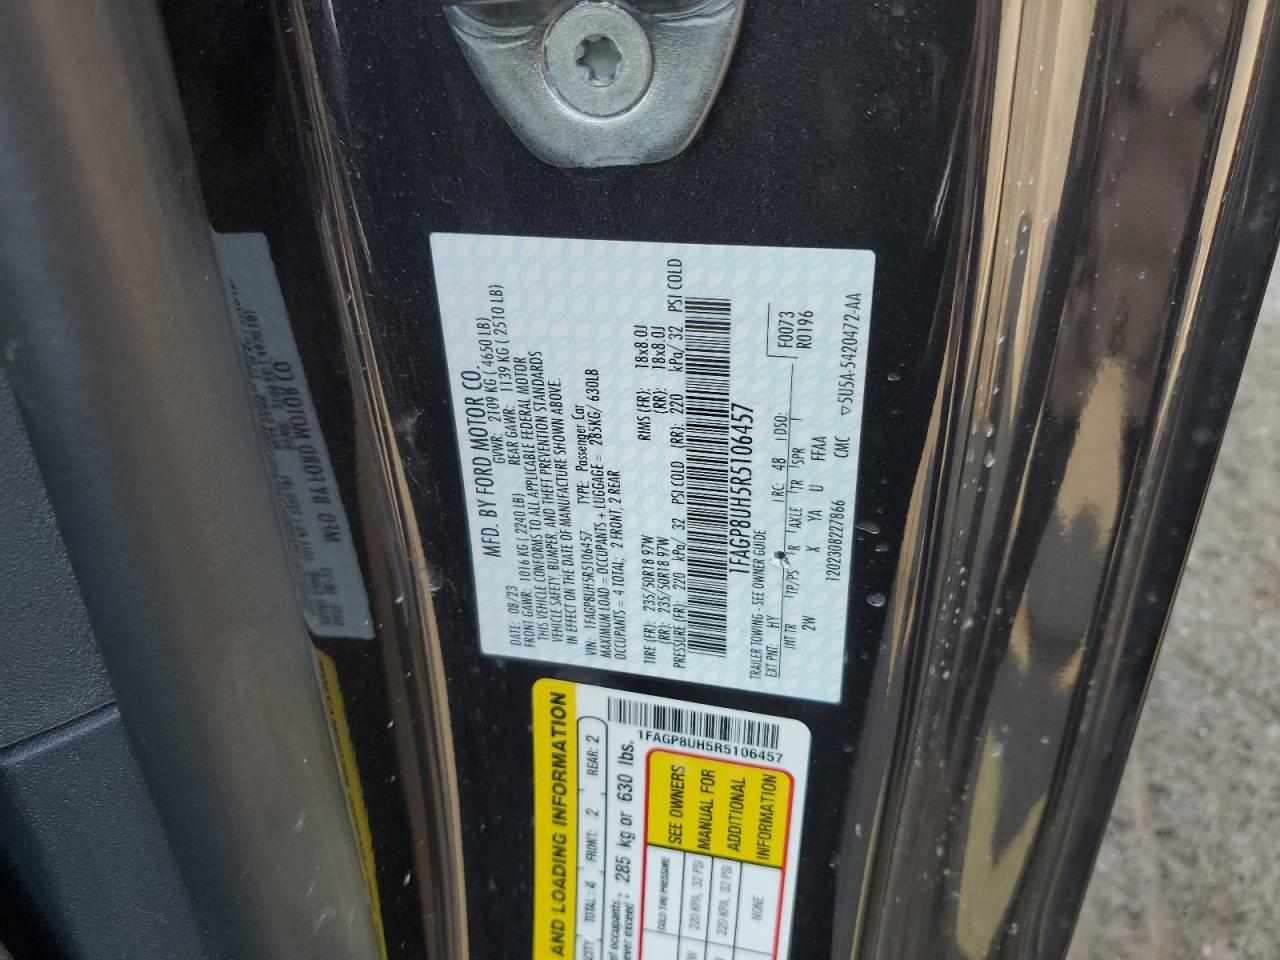 MFD. BY FORD MOTOR CO.
DATE: 08/23 GVWR: 2109 KG ( 4650 LB)
FRONT GAWR: 1016 KG ( 2240 LB) REAR GAWR: 1139 KG ( 2510 LB)
THIS VEHICLE CONFORMS TO ALL APPLICABLE FEDERAL MOTOR
VEHICLE SAFETY, BUMPER, AND THEFT PREVENTION STANDARDS
IN EFFECT ON THE DATE OF MANUFACTURE SHOWN ABOVE.
VIN: 1FAGP8UH5R5106457 TYPE: Passenger Car
MAXIMUM LOAD = OCCUPANTS + LUGGAGE = 285KG/ 630LB
OCCUPANTS = 4 TOTAL; 2 FRONT, 2 REAR
TIRE (FR): 235/50R18 97W RIMS (FR): 18x8.0J
(RR): 235/50R18 97W (RR): 18x8.0J
PRESSURE (FR): 220 kPa/ 32 PSI COLD (RR): 220 kPa/ 32 PSI COLD
1FAGP8UH5R5106457
TRAILER TOWING - SEE OWNER GUIDE
EXT PNT: HY RC: 48 DSO: F0073
INT TR TP/PS R AXLE TR SPR R0196
2W X YA U FFAA
120230822786​6 CMC ▽5U5A-5420472-AA
AND LOADING INFORMATION
TOTAL : 4 FRONT: 2 REAR: 2
285 kg or 630 lbs.
1FAGP8UH5R5106457
COLD TIRE PRESSURE
220 KPA, 32 PSI
220 KPA, 32 PSI
NONE
SEE OWNERS
MANUAL FOR
ADDITIONAL
INFORMATION